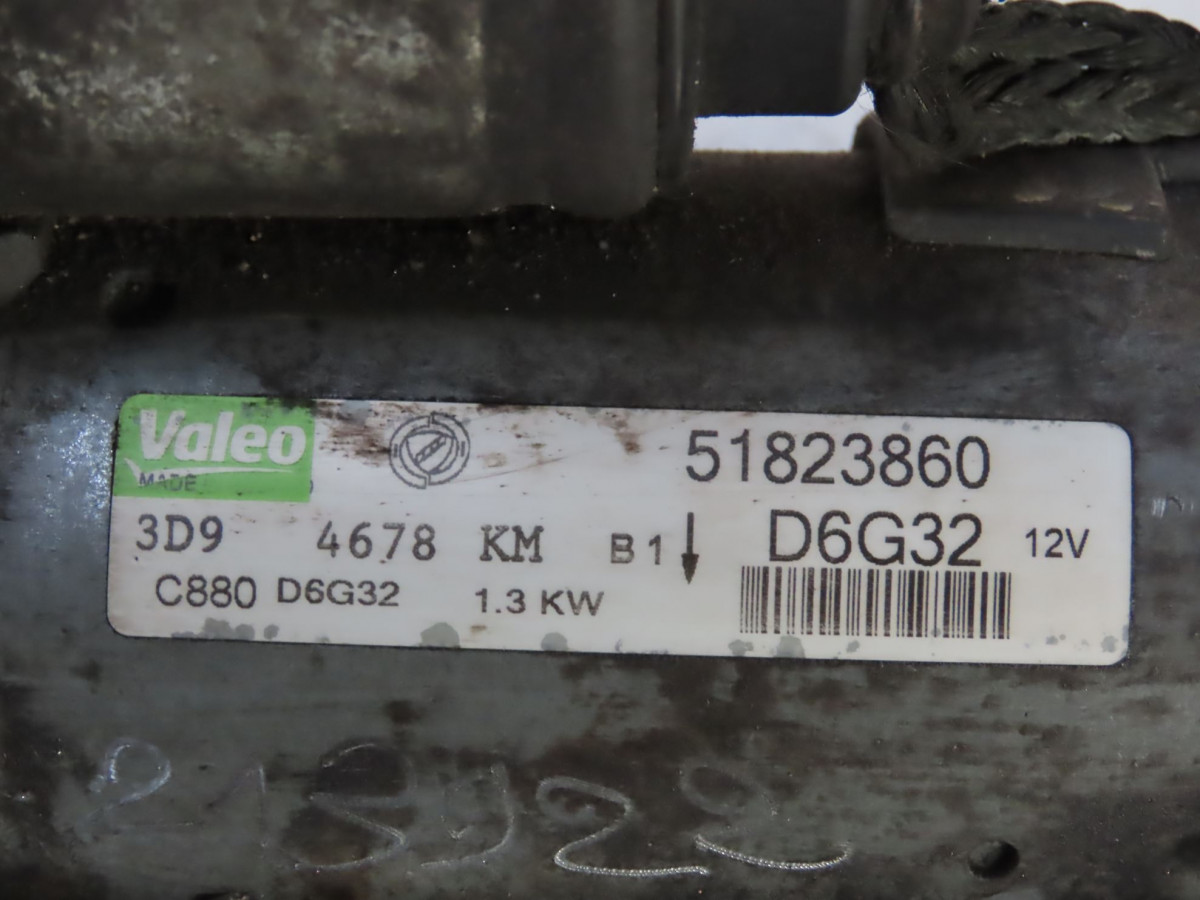 Valeo
MADE
51823860
3D9 4678 KM B1 D6G32 12V
C880 D6G32 1.3 KW